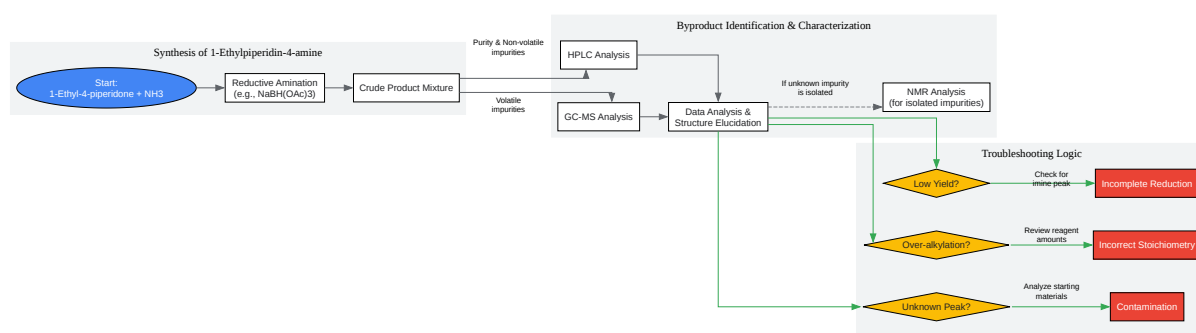 Synthesis of 1-Ethylpiperidin-4-amine
Start:
1-Ethyl-4-piperidone + NH3
Reductive Amination
(e.g., NaBH(OAc)3)
Crude Product Mixture
Purity & Non-volatile
impurities
Volatile
impurities
Byproduct Identification & Characterization
HPLC Analysis
GC-MS Analysis
Data Analysis &
Structure Elucidation
If unknown impurity
is isolated
NMR Analysis
(for isolated impurities)
Troubleshooting Logic
Low Yield?
Check for
imine peak
Incomplete Reduction
Over-alkylation?
Review reagent
amounts
Incorrect Stoichiometry
Unknown Peak?
Analyze starting
materials
Contamination